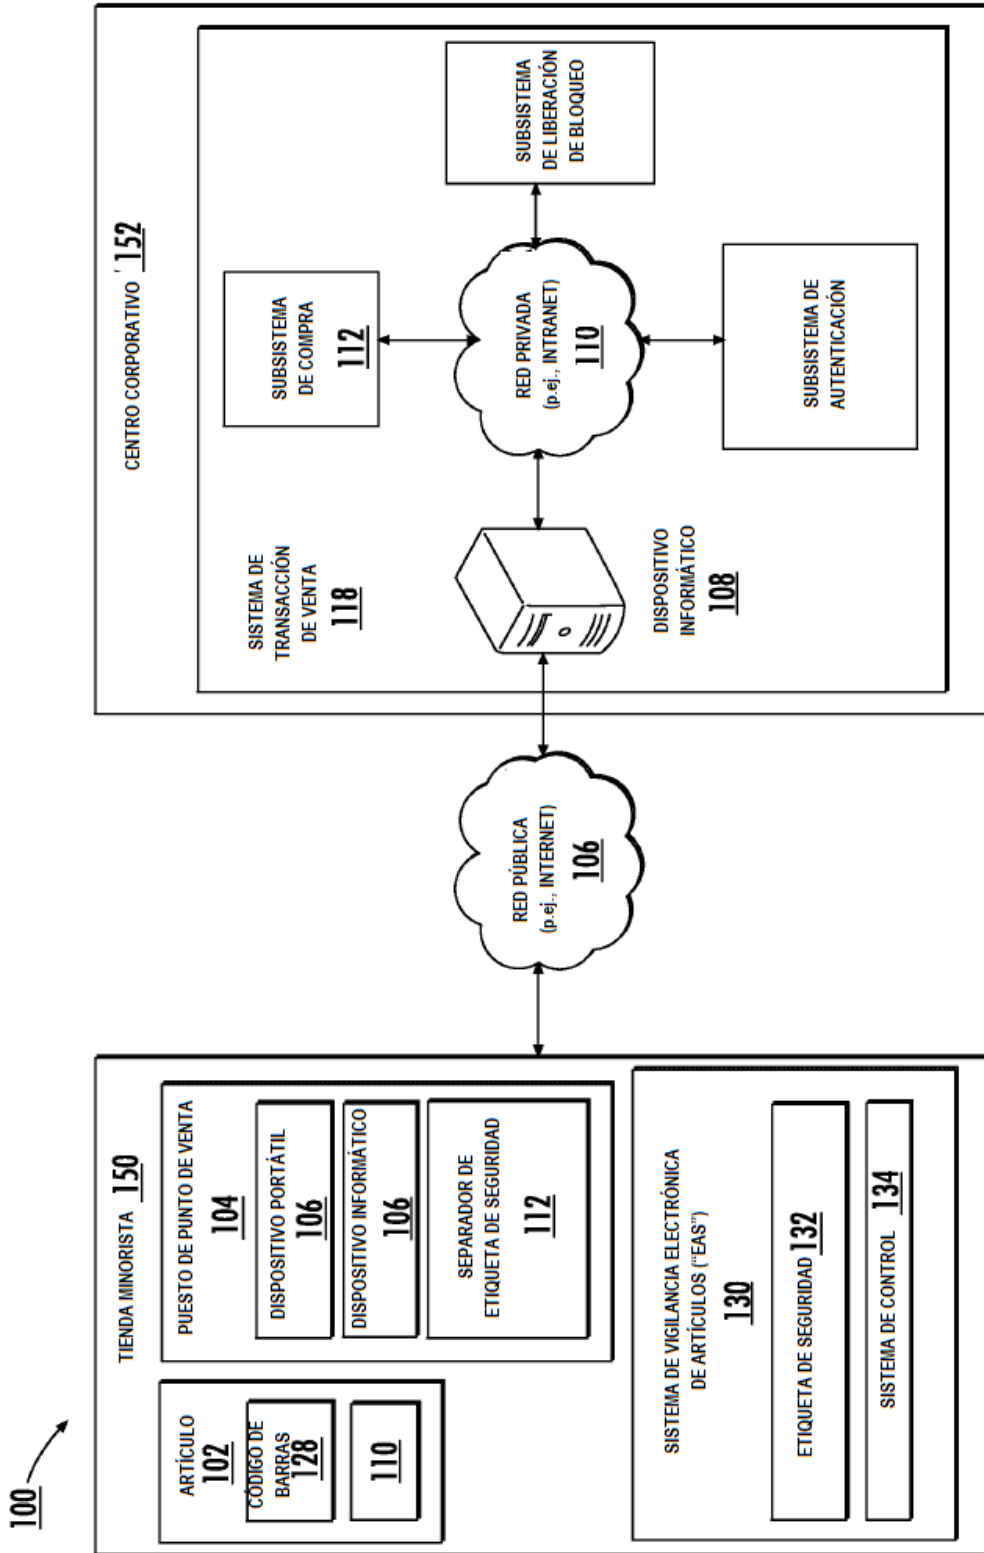 100
TIENDA MINORISTA 150
ARTÍCULO
102
CÓDIGO DE
BARRAS
128
110
PUESTO DE PUNTO DE VENTA
104
DISPOSITIVO PORTÁTIL
106
DISPOSITIVO INFORMÁTICO
106
SEPARADOR DE
ETIQUETA DE SEGURIDAD
112
SISTEMA DE VIGILANCIA ELECTRÓNICA
DE ARTÍCULOS ("EAS")
130
ETIQUETA DE SEGURIDAD 132
SISTEMA DE CONTROL 134
RED PÚBLICA
(p.ej., INTERNET)
106
CENTRO CORPORATIVO 152
SISTEMA DE
TRANSACCIÓN
DE VENTA
118
DISPOSITIVO
INFORMÁTICO
108
SUBSISTEMA
DE COMPRA
112
RED PRIVADA
(p.ej., INTRANET)
110
SUBSISTEMA DE
AUTENTICACIÓN
SUBSISTEMA
DE LIBERACIÓN
DE BLOQUEO